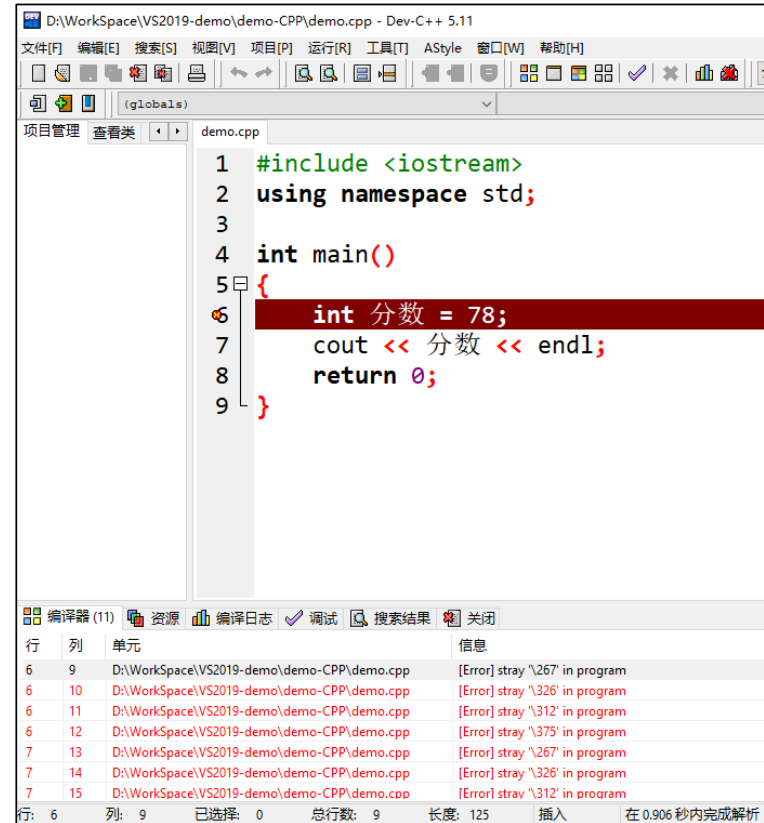 D:\WorkSpace\VS2019-demo\demo-CPP\demo.cpp - Dev-C++ 5.11
文件[F] 编辑[E] 搜索[S] 视图[V] 项目[P] 运行[R] 工具[T] AStyle 窗口[W] 帮助[H]
(globals)
项目管理 查看类 demo.cpp
1 #include <iostream>
2 using namespace std;
3
4 int main()
5 {
6 int 分数 = 78;
7 cout << 分数 << endl;
8 return 0;
9 }
编译器 (11) 资源 编译日志 调试 搜索结果 关闭
行 列 单元 信息
6 9 D:\WorkSpace\VS2019-demo\demo-CPP\demo.cpp [Error] stray '\267' in program
6 10 D:\WorkSpace\VS2019-demo\demo-CPP\demo.cpp [Error] stray '\326' in program
6 11 D:\WorkSpace\VS2019-demo\demo-CPP\demo.cpp [Error] stray '\312' in program
6 12 D:\WorkSpace\VS2019-demo\demo-CPP\demo.cpp [Error] stray '\375' in program
7 13 D:\WorkSpace\VS2019-demo\demo-CPP\demo.cpp [Error] stray '\267' in program
7 14 D:\WorkSpace\VS2019-demo\demo-CPP\demo.cpp [Error] stray '\326' in program
7 15 D:\WorkSpace\VS2019-demo\demo-CPP\demo.cpp [Error] stray '\312' in program
行: 6 列: 9 已选择: 0 总行数: 9 长度: 125 插入 在 0.906 秒内完成解析